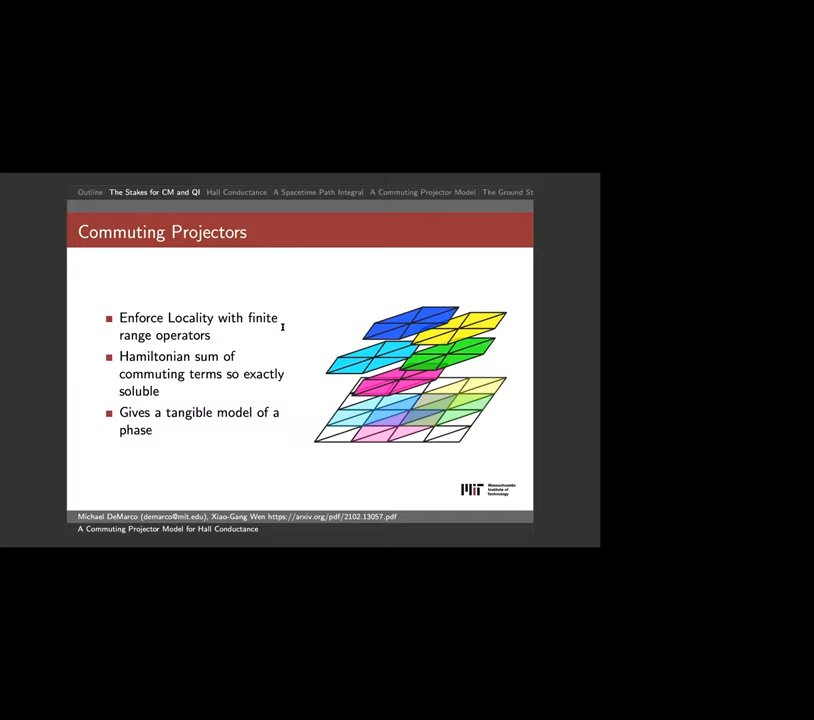 Outline The Stakes for CM and QI Hall Conductance A Spacetime Path Integral A Commuting Projector Model The Ground St
Commuting Projectors
Enforce Locality with finite
range operators
Hamiltonian sum of
commuting terms so exactly
soluble
Gives a tangible model of a
phase
MIT Massachusetts
Institute of
Technology
Michael DeMarco (demarco@mit.edu), Xiao-Gang Wen https://arxiv.org/pdf/2102.13057.pdf
A Commuting Projector Model for Hall Conductance